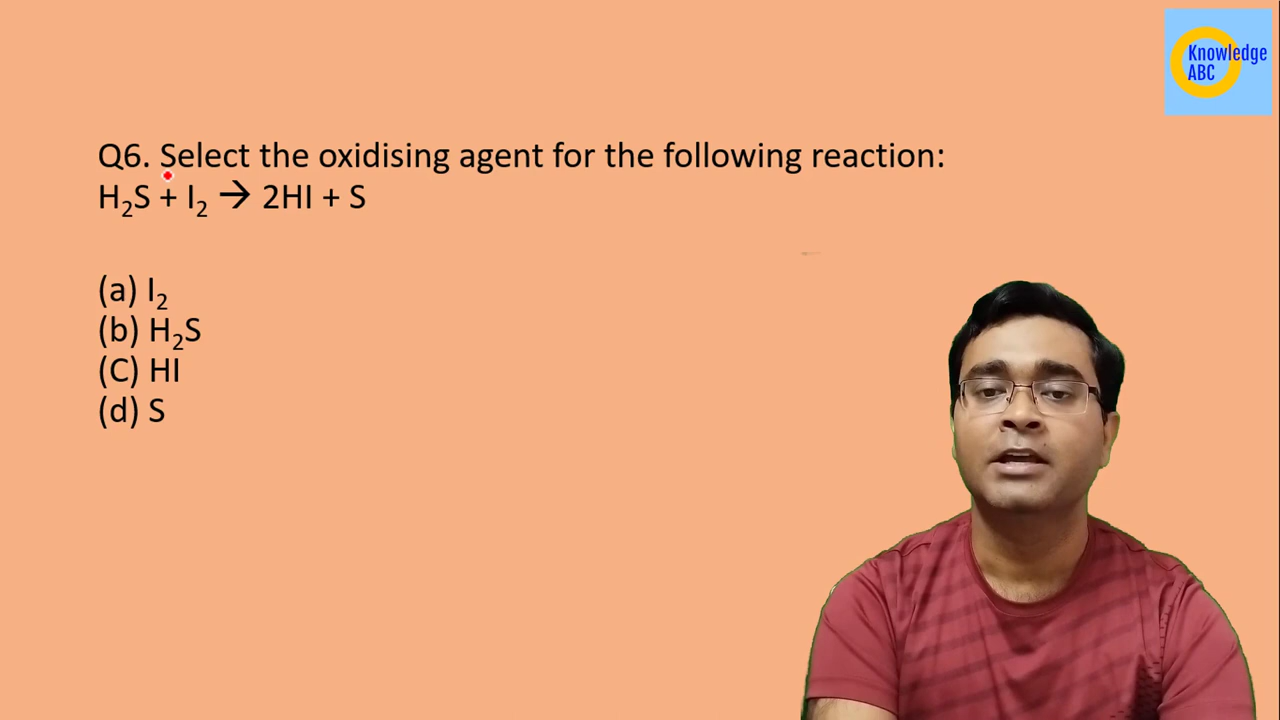 Knowledge
ABC
Q6. Select the oxidising agent for the following reaction:
H₂S + I₂ → 2HI + S
(a) I₂
(b) H₂S
(C) HI
(d) S